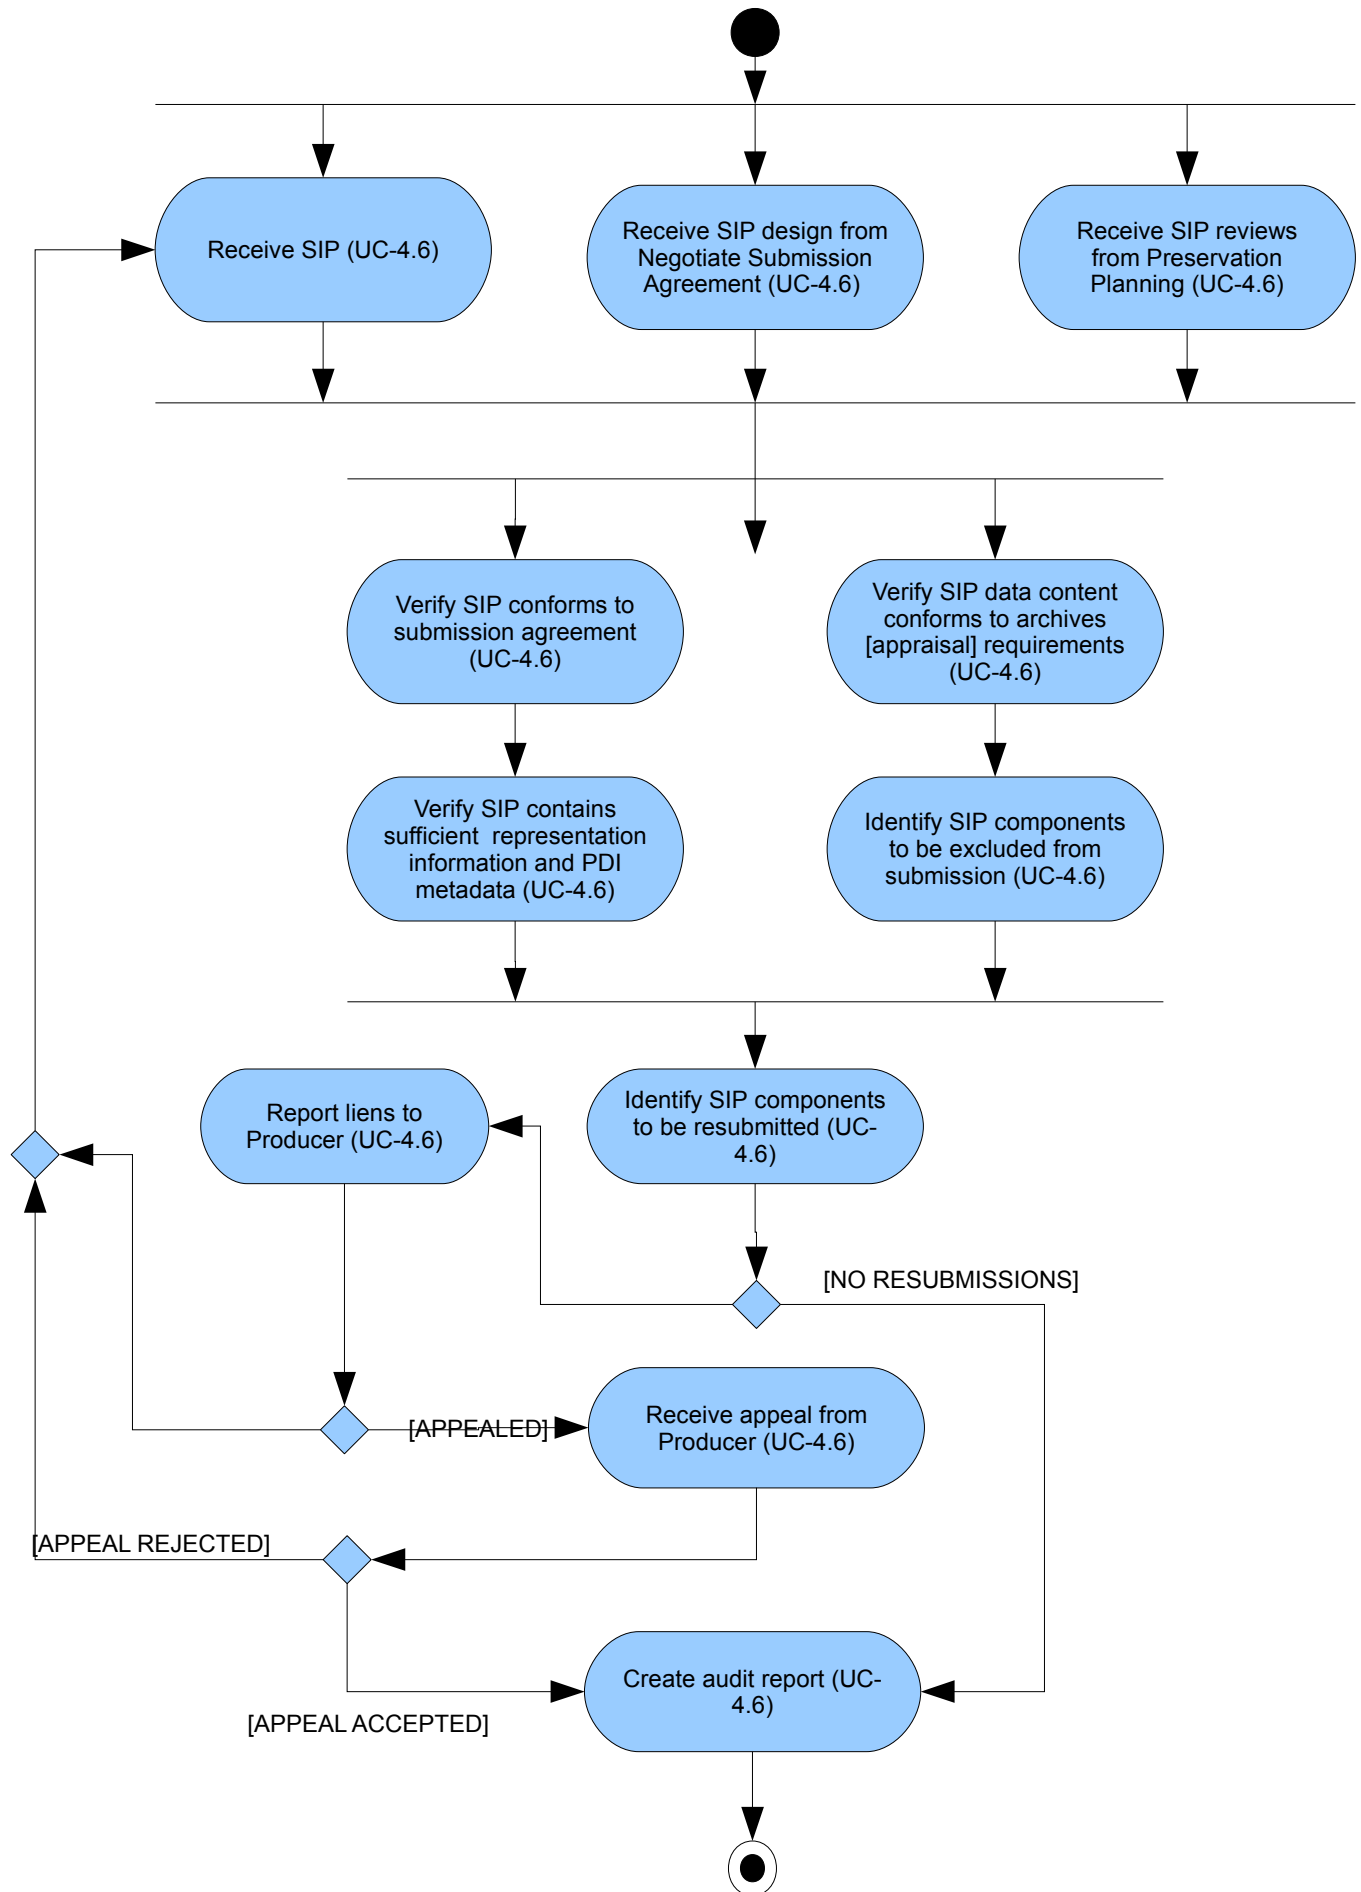 Receive SIP (UC-4.6)
Receive SIP design from
Negotiate Submission
Agreement (UC-4.6)
Receive SIP reviews
from Preservation
Planning (UC-4.6)
Verify SIP conforms to
submission agreement
(UC-4.6)
Verify SIP data content
conforms to archives
[appraisal] requirements
(UC-4.6)
Verify SIP contains
sufficient  representation
information and PDI
metadata (UC-4.6)
Identify SIP components
to be excluded from
submission (UC-4.6)
Report liens to
Producer (UC-4.6)
Identify SIP components
to be resubmitted (UC-
4.6)
[NO RESUBMISSIONS]
[APPEALED]
Receive appeal from
Producer (UC-4.6)
[APPEAL REJECTED]
Create audit report (UC-
4.6)
[APPEAL ACCEPTED]